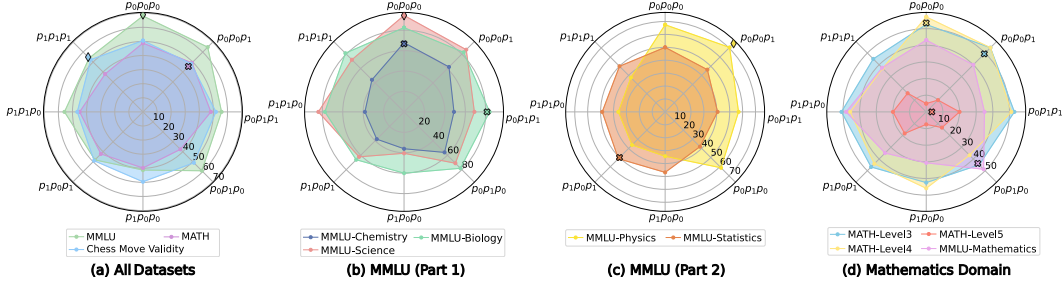 p₀p₀p₀
p₀p₀p₁
p₀p₁p₁
p₀p₁p₀
p₁p₀p₀
p₁p₀p₁
p₁p₁p₀
p₁p₁p₁
10
20
30
40
50
60
70
MMLU
MATH
Chess Move Validity
(a) All Datasets
p₀p₀p₀
p₀p₀p₁
p₀p₁p₁
p₀p₁p₀
p₁p₀p₀
p₁p₀p₁
p₁p₁p₀
p₁p₁p₁
20
40
60
80
MMLU-Chemistry
MMLU-Biology
MMLU-Science
(b) MMLU (Part 1)
p₀p₀p₀
p₀p₀p₁
p₀p₁p₁
p₀p₁p₀
p₁p₀p₀
p₁p₀p₁
p₁p₁p₀
p₁p₁p₁
10
20
30
40
50
MMLU-Physics
MMLU-Statistics
(c) MMLU (Part 2)
p₀p₀p₀
p₀p₀p₁
p₀p₁p₁
p₀p₁p₀
p₁p₀p₀
p₁p₀p₁
p₁p₁p₀
p₁p₁p₁
10
20
30
40
50
MATH-Level3
MATH-Level5
MATH-Level4
MMLU-Mathematics
(d) Mathematics Domain